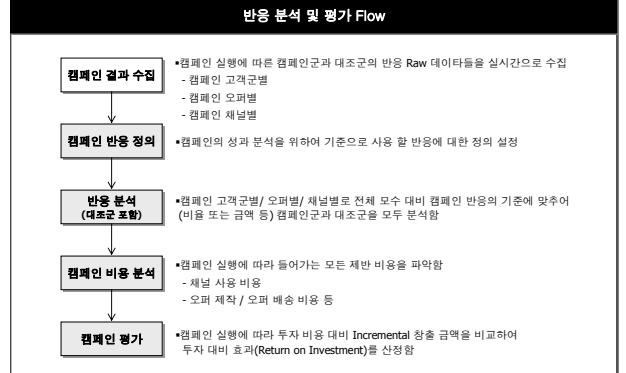 반응 분석 및 평가 Flow
캠페인 결과 수집
▪캠페인 실행에 따른 캠페인군과 대조군의 반응 Raw 데이타들을 실시간으로 수집
- 캠페인 고객군별
- 캠페인 오퍼별
- 캠페인 채널별
캠페인 반응 정의
▪캠페인의 성과 분석을 위하여 기준으로 사용 할 반응에 대한 정의 설정
반응 분석
(대조군 포함)
▪캠페인 고객군별/ 오퍼별/ 채널별로 전체 모수 대비 캠페인 반응의 기준에 맞추어
(비율 또는 금액 등) 캠페인군과 대조군을 모두 분석함
캠페인 비용 분석
▪캠페인 실행에 따라 들어가는 모든 제반 비용을 파악함
- 채널 사용 비용
- 오퍼 제작 / 오퍼 배송 비용 등
캠페인 평가
▪캠페인 실행에 따라 투자 비용 대비 Incremental 창출 금액을 비교하여
투자 대비 효과(Return on Investment)를 산정함